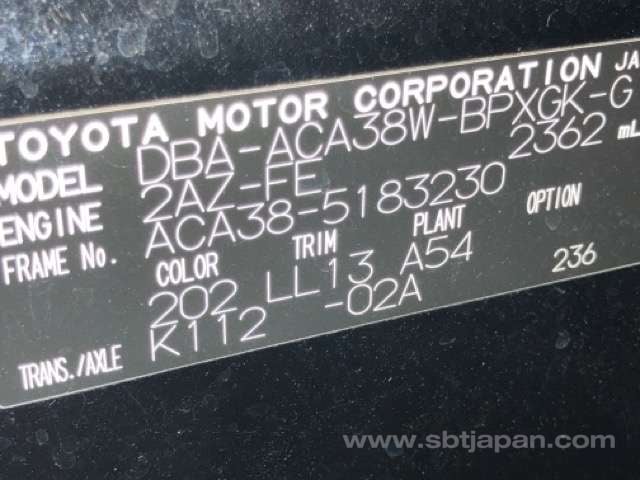 TOYOTA MOTOR CORPORATION JA
MODEL DBA-ACA38W-BPXGK-G
ENGINE 2AZ-FE 2362 mL
FRAME No. ACA38-5183230
COLOR TRIM PLANT OPTION
202 LL13 A54 236
TRANS./AXLE K112 -02A
www.sbtjapan.com